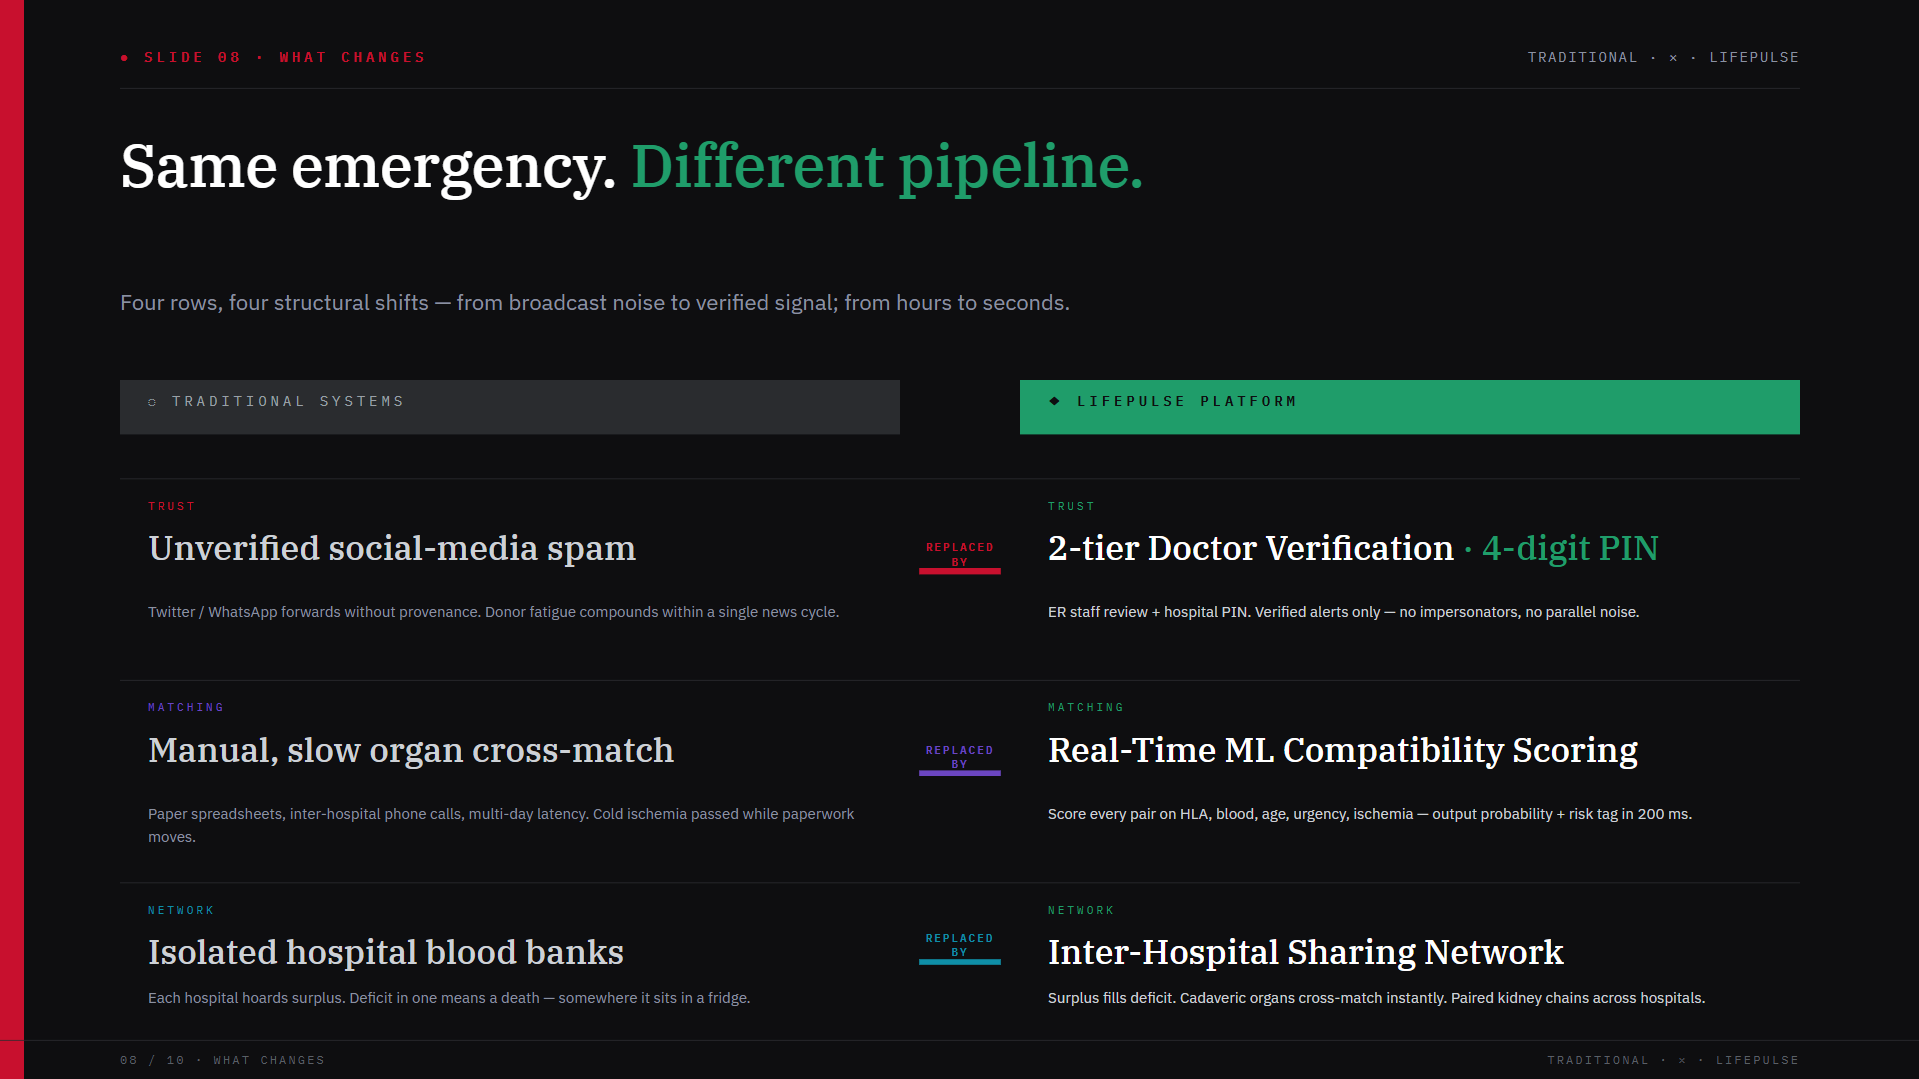 ● SLIDE 08 · WHAT CHANGES
TRADITIONAL · × · LIFEPULSE
Same emergency. Different pipeline.
Four rows, four structural shifts — from broadcast noise to verified signal; from hours to seconds.
◌ TRADITIONAL SYSTEMS
◆ LIFEPULSE PLATFORM
TRUST
Unverified social-media spam
Twitter / WhatsApp forwards without provenance. Donor fatigue compounds within a single news cycle.
REPLACED
BY
TRUST
2-tier Doctor Verification · 4-digit PIN
ER staff review + hospital PIN. Verified alerts only — no impersonators, no parallel noise.
MATCHING
Manual, slow organ cross-match
Paper spreadsheets, inter-hospital phone calls, multi-day latency. Cold ischemia passed while paperwork
moves.
REPLACED
BY
MATCHING
Real-Time ML Compatibility Scoring
Score every pair on HLA, blood, age, urgency, ischemia — output probability + risk tag in 200 ms.
NETWORK
Isolated hospital blood banks
Each hospital hoards surplus. Deficit in one means a death — somewhere it sits in a fridge.
REPLACED
BY
NETWORK
Inter-Hospital Sharing Network
Surplus fills deficit. Cadaveric organs cross-match instantly. Paired kidney chains across hospitals.
08 / 10 · WHAT CHANGES
TRADITIONAL · × · LIFEPULSE